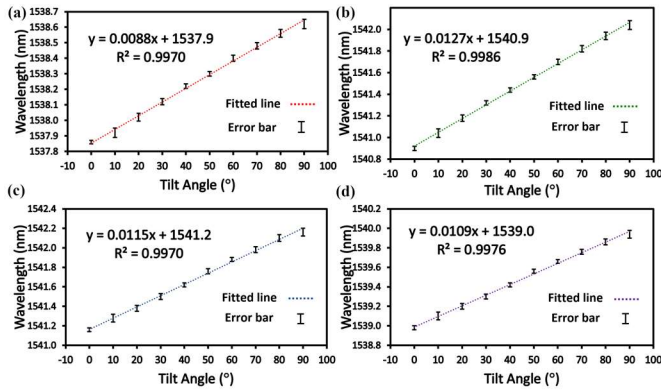 (a)
1538.7
1538.6
1538.5
1538.4
1538.3
1538.2
1538.1
1538.0
1537.9
1537.8
Wavelength (nm)
y = 0.0088x + 1537.9
R² = 0.9970
Fitted line
Error bar
-10 0 10 20 30 40 50 60 70 80 90 100
Tilt Angle (°)
(b)
1542.0
1541.8
1541.6
1541.4
1541.2
1541.0
1540.8
Wavelength (nm)
y = 0.0127x + 1540.9
R² = 0.9986
Fitted line
Error bar
-10 0 10 20 30 40 50 60 70 80 90 100
Tilt Angle (°)
(c)
1542.4
1542.2
1542.0
1541.8
1541.6
1541.4
1541.2
1541.0
Wavelength (nm)
y = 0.0115x + 1541.2
R² = 0.9970
Fitted line
Error bar
-10 0 10 20 30 40 50 60 70 80 90 100
Tilt Angle (°)
(d)
1540.2
1540.0
1539.8
1539.6
1539.4
1539.2
1539.0
1538.8
Wavelength (nm)
y = 0.0109x + 1539.0
R² = 0.9976
Fitted line
Error bar
-10 0 10 20 30 40 50 60 70 80 90 100
Tilt Angle (°)